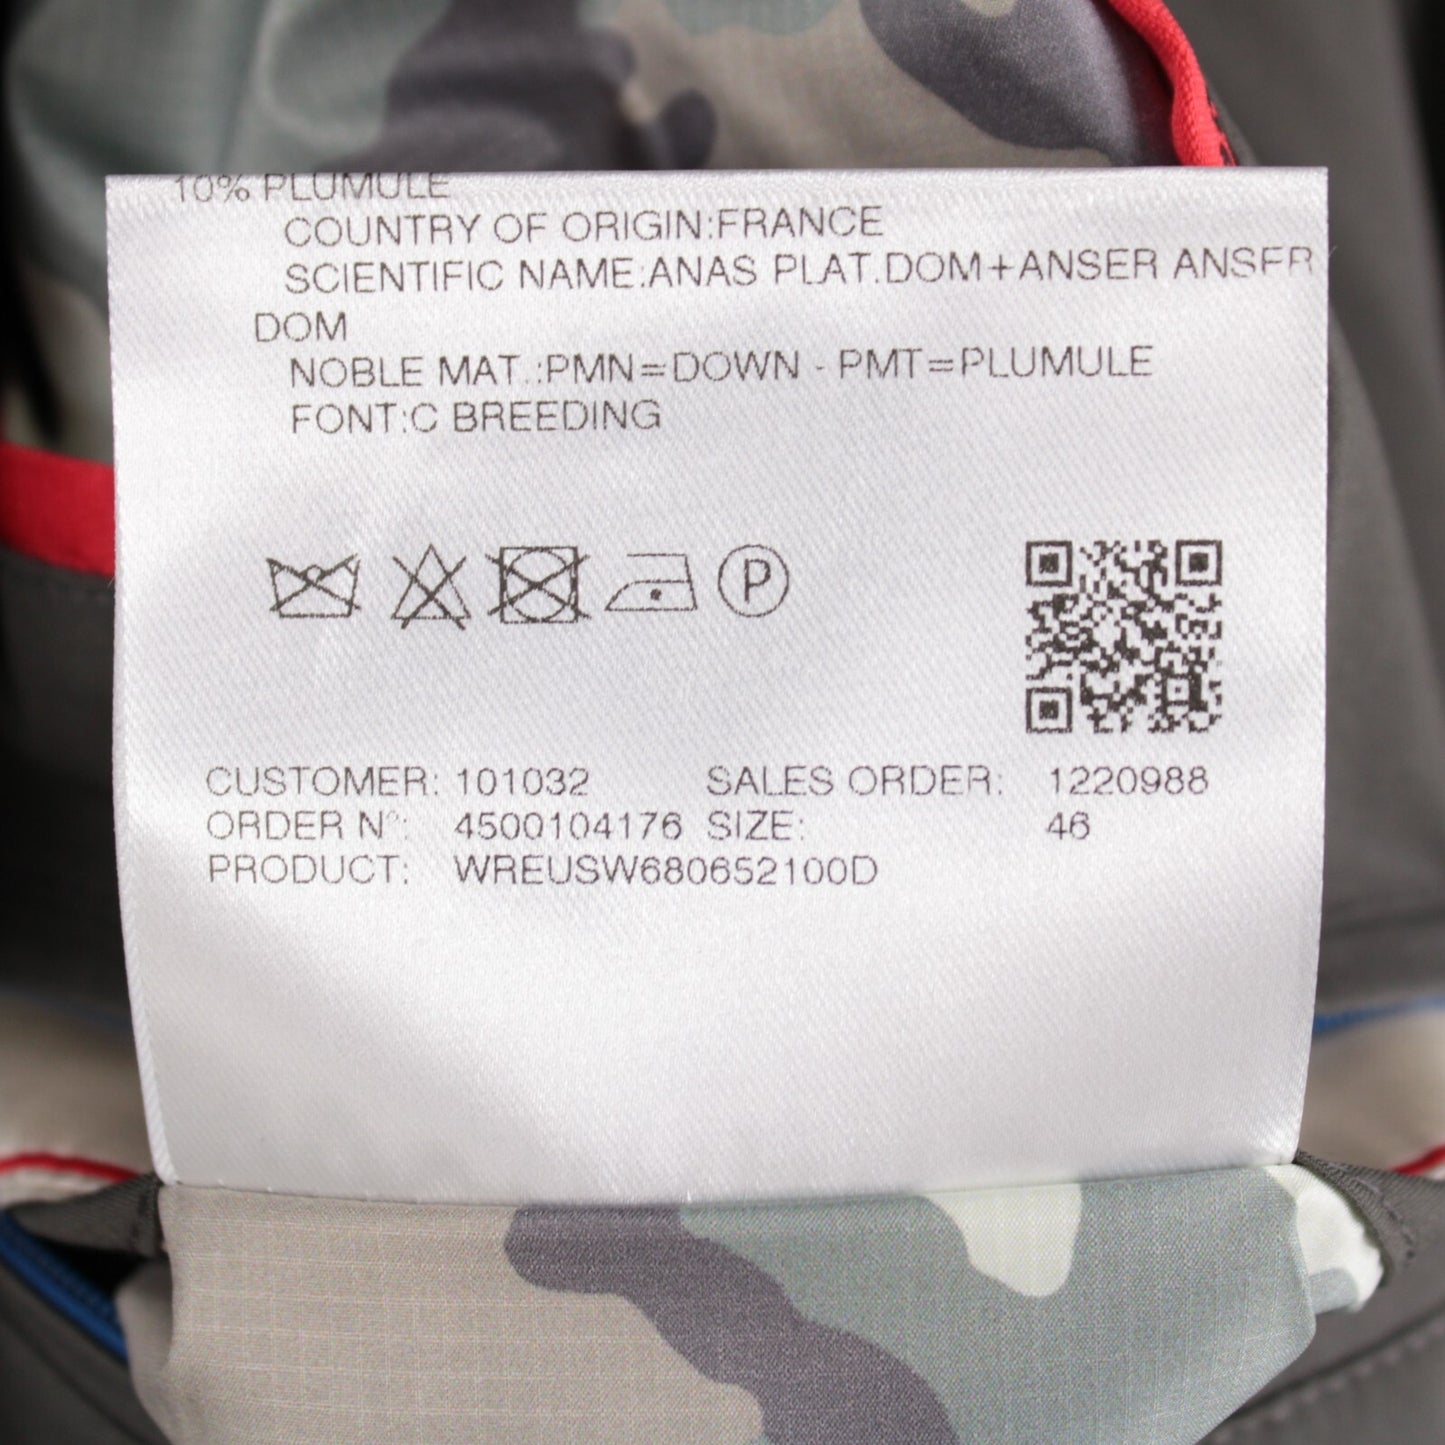 10% PLUMULE
COUNTRY OF ORIGIN:FRANCE
SCIENTIFIC NAME:ANAS PLAT.DOM+ANSER ANSER
DOM
NOBLE MAT.:PMN=DOWN - PMT=PLUMULE
FONT:C BREEDING
P
CUSTOMER: 101032 SALES ORDER: 1220988
ORDER N°: 4500104176 SIZE: 46
PRODUCT: WREUSW680652100D